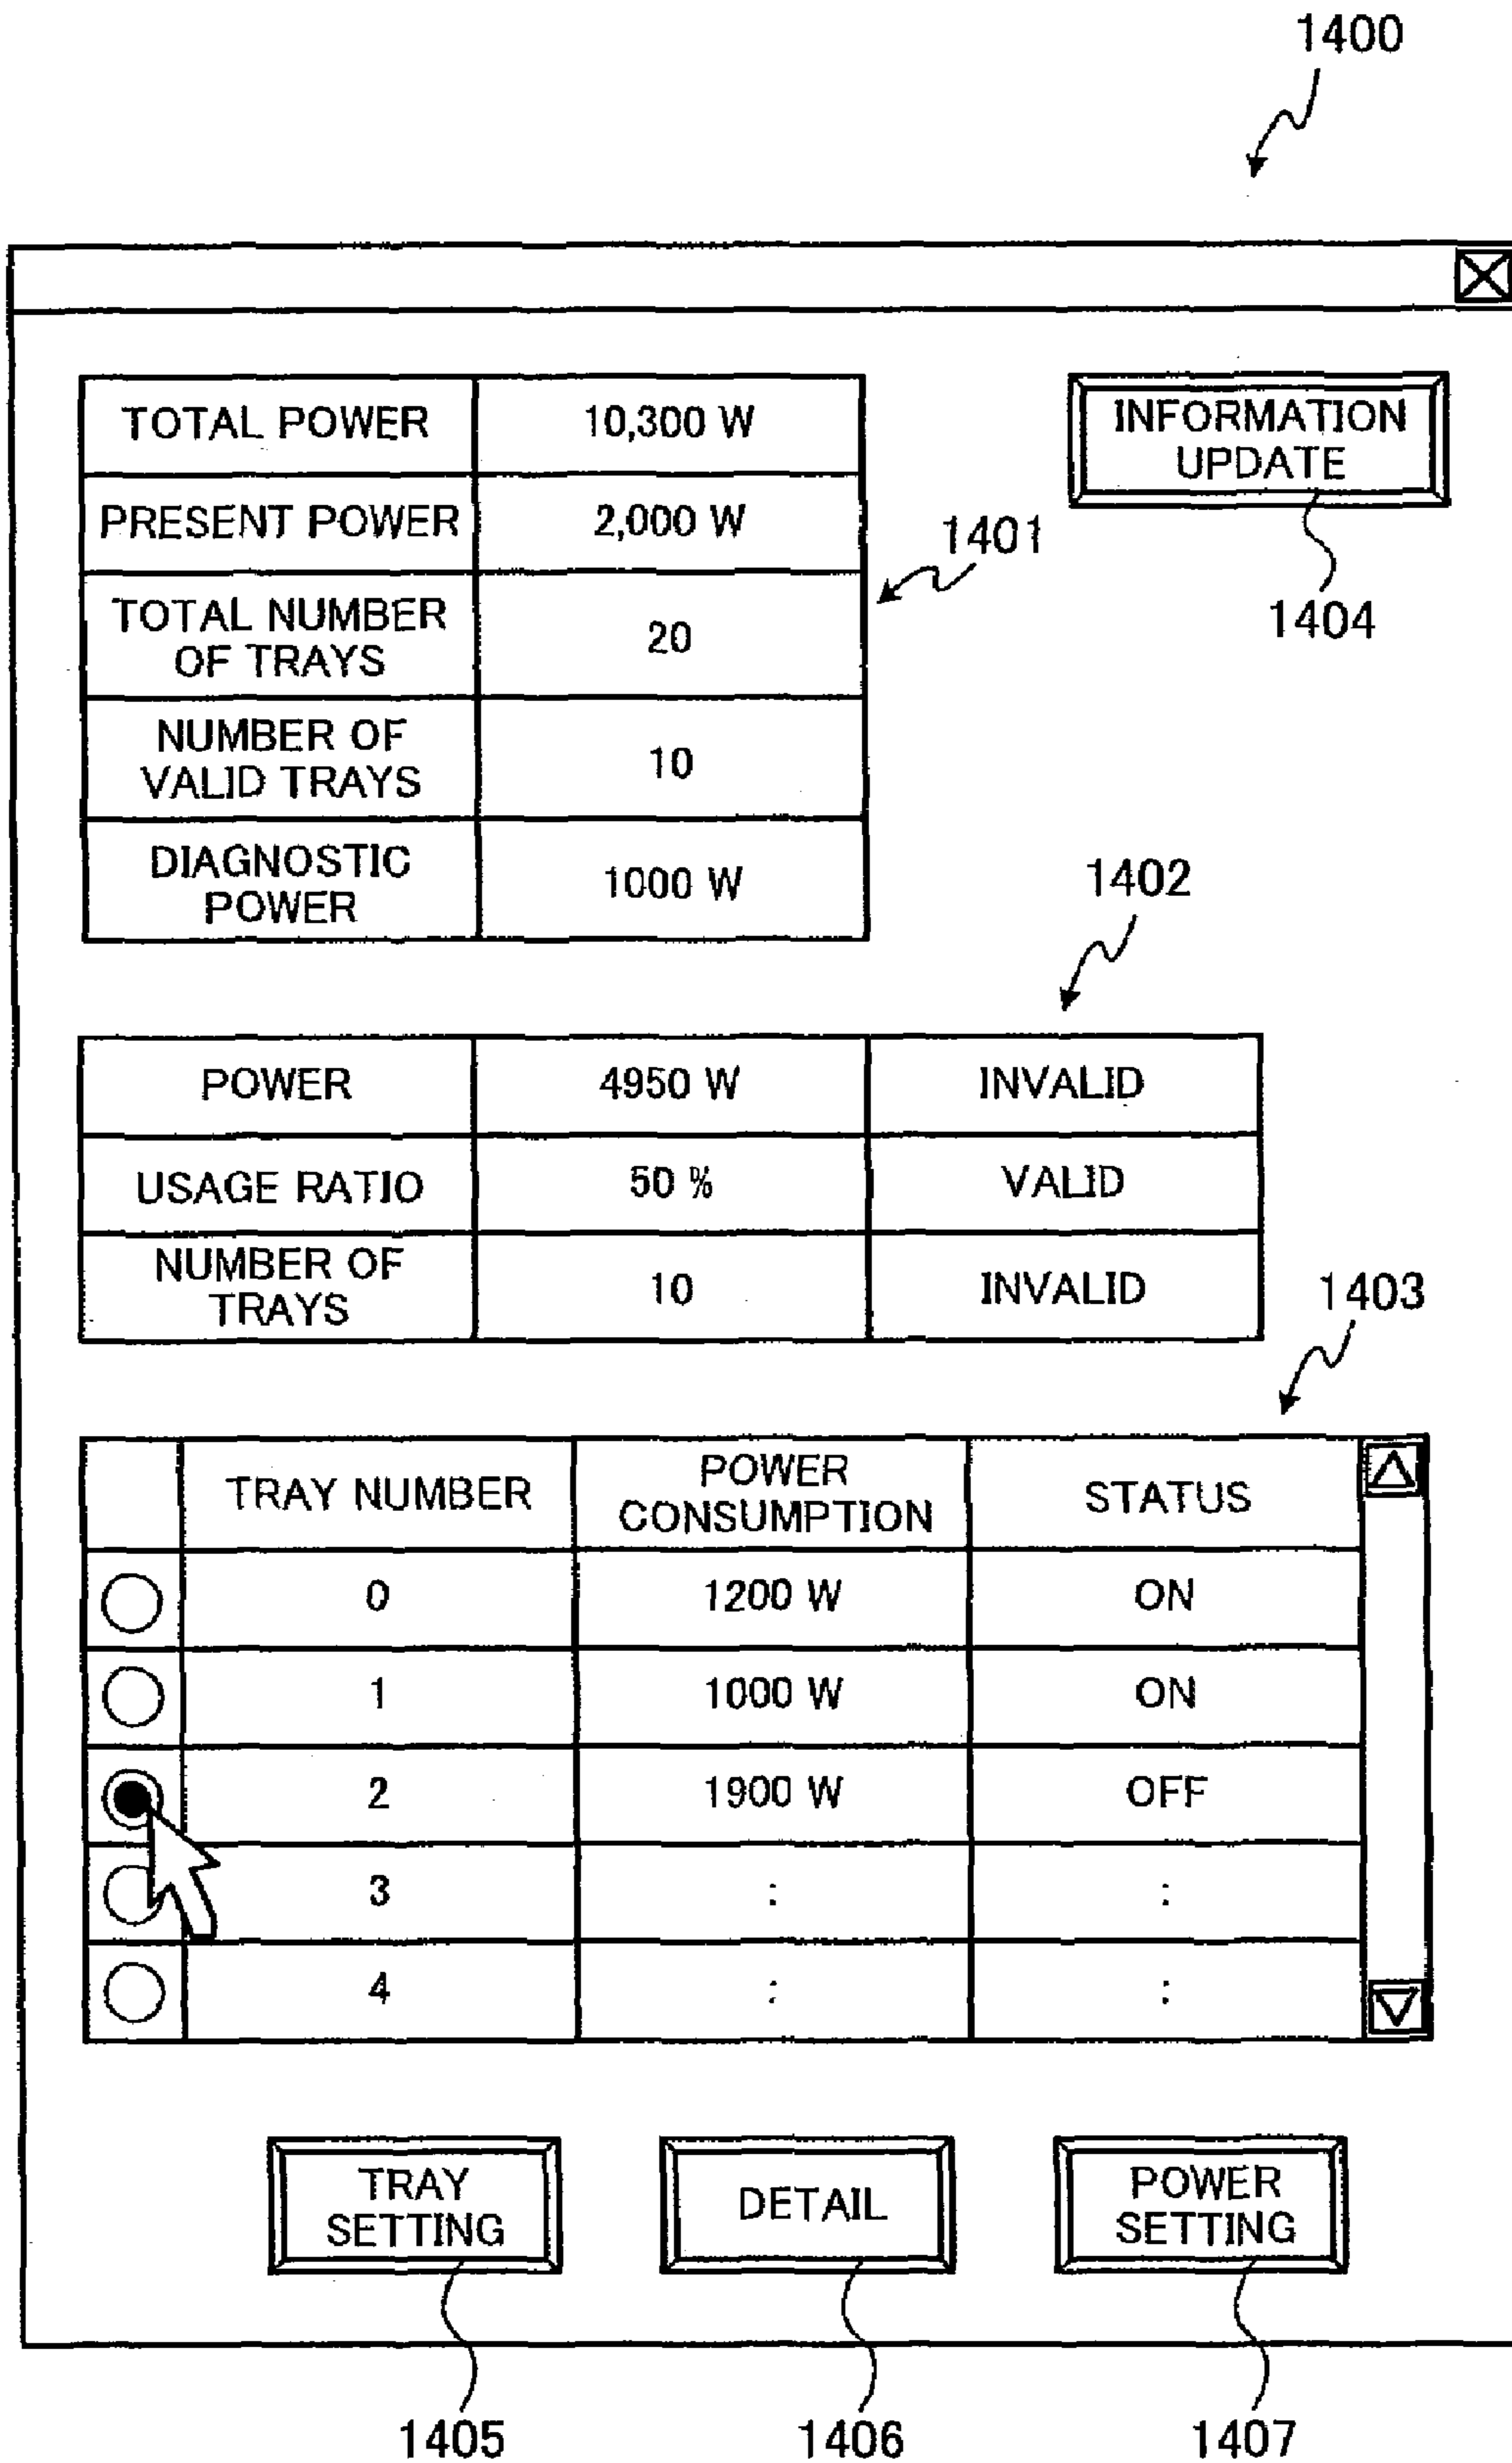 1400
TOTAL POWER 10,300 W
INFORMATION
UPDATE
PRESENT POWER 2,000 W
1401
1404
TOTAL NUMBER
OF TRAYS
20
NUMBER OF
VALID TRAYS
10
DIAGNOSTIC
POWER
1000 W
1402
POWER 4950 W INVALID
USAGE RATIO 50 % VALID
NUMBER OF
TRAYS
10 INVALID
1403
TRAY NUMBER
POWER
CONSUMPTION
STATUS
0 1200 W ON
1 1000 W ON
2 1900 W OFF
3 : :
4 : :
TRAY
SETTING
DETAIL
POWER
SETTING
1405 1406 1407